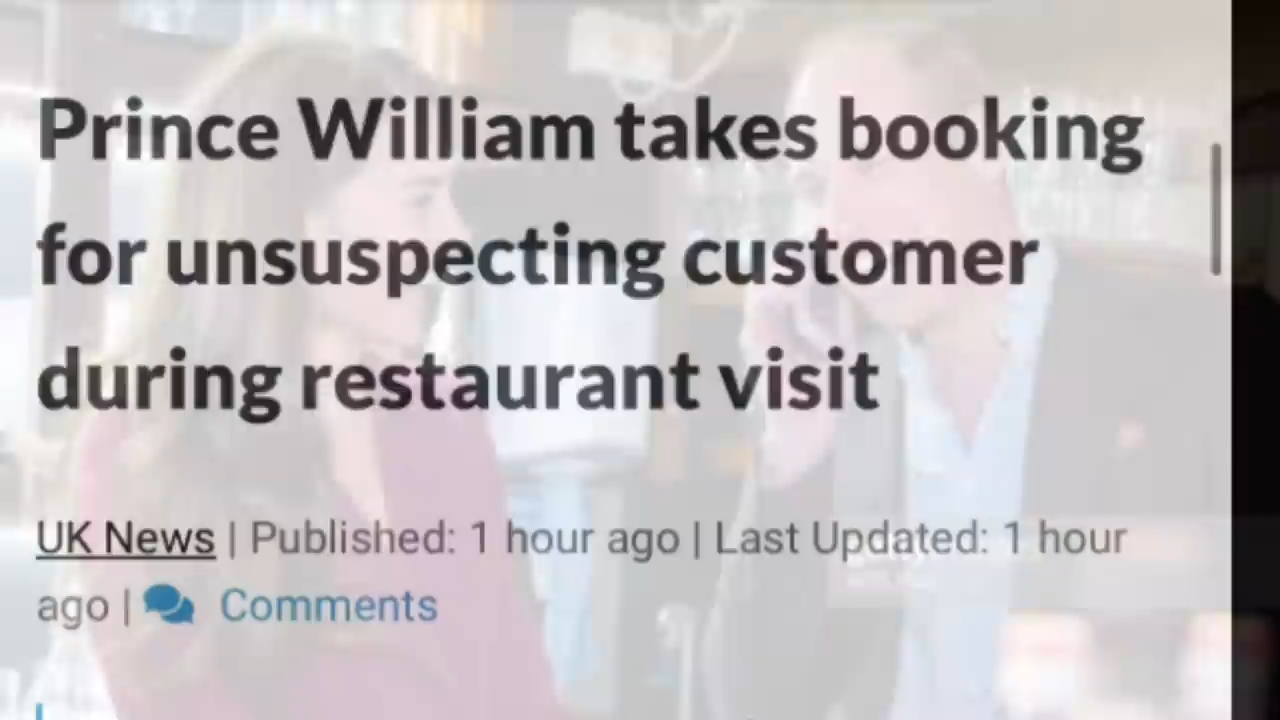 Prince William takes booking
for unsuspecting customer
during restaurant visit
UK News | Published: 1 hour ago | Last Updated: 1 hour
ago | Comments